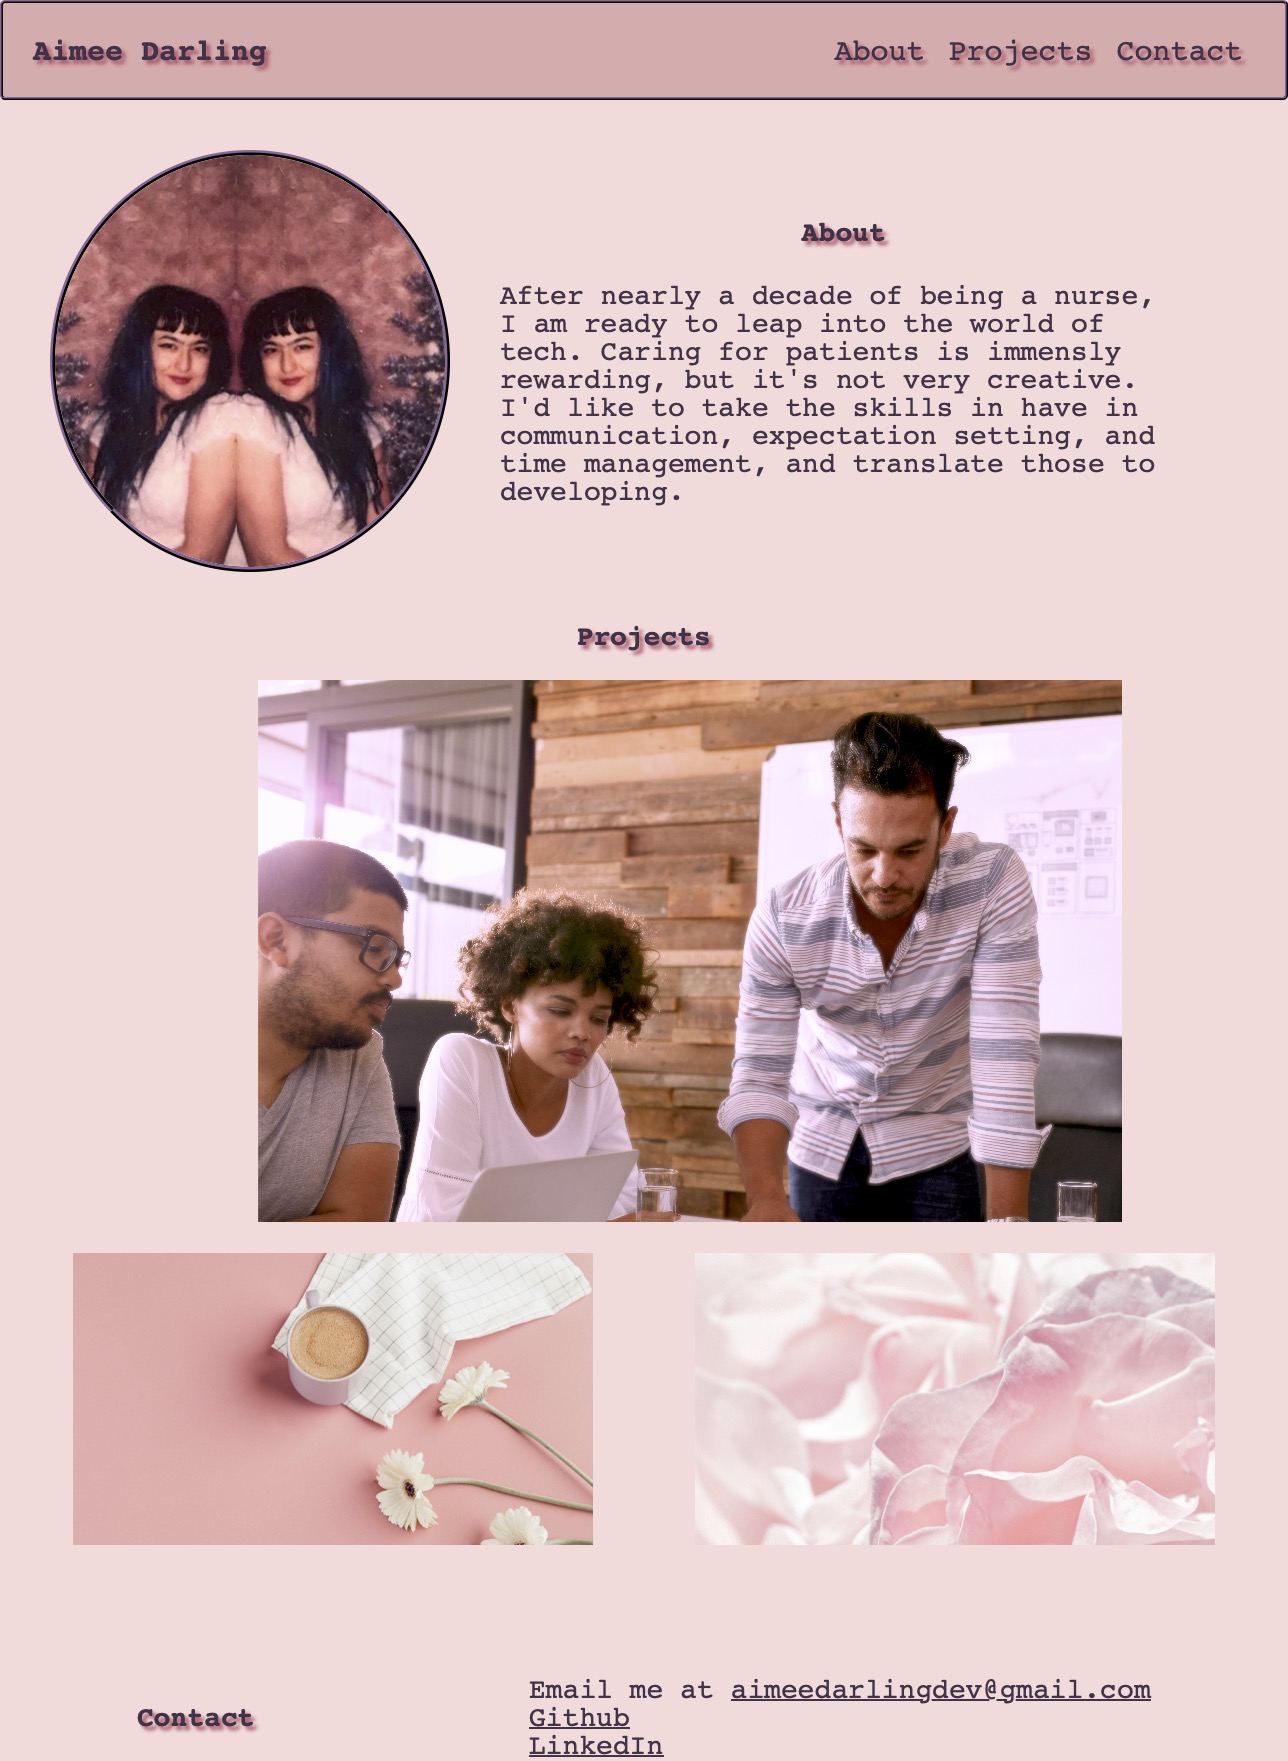 Aimee Darling
About Projects Contact
About
After nearly a decade of being a nurse,
I am ready to leap into the world of
tech. Caring for patients is immensly
rewarding, but it's not very creative.
I'd like to take the skills in have in
communication, expectation setting, and
time management, and translate those to
developing.
Projects
Contact
Email me at aimeedarlingdev@gmail.com
Github
LinkedIn